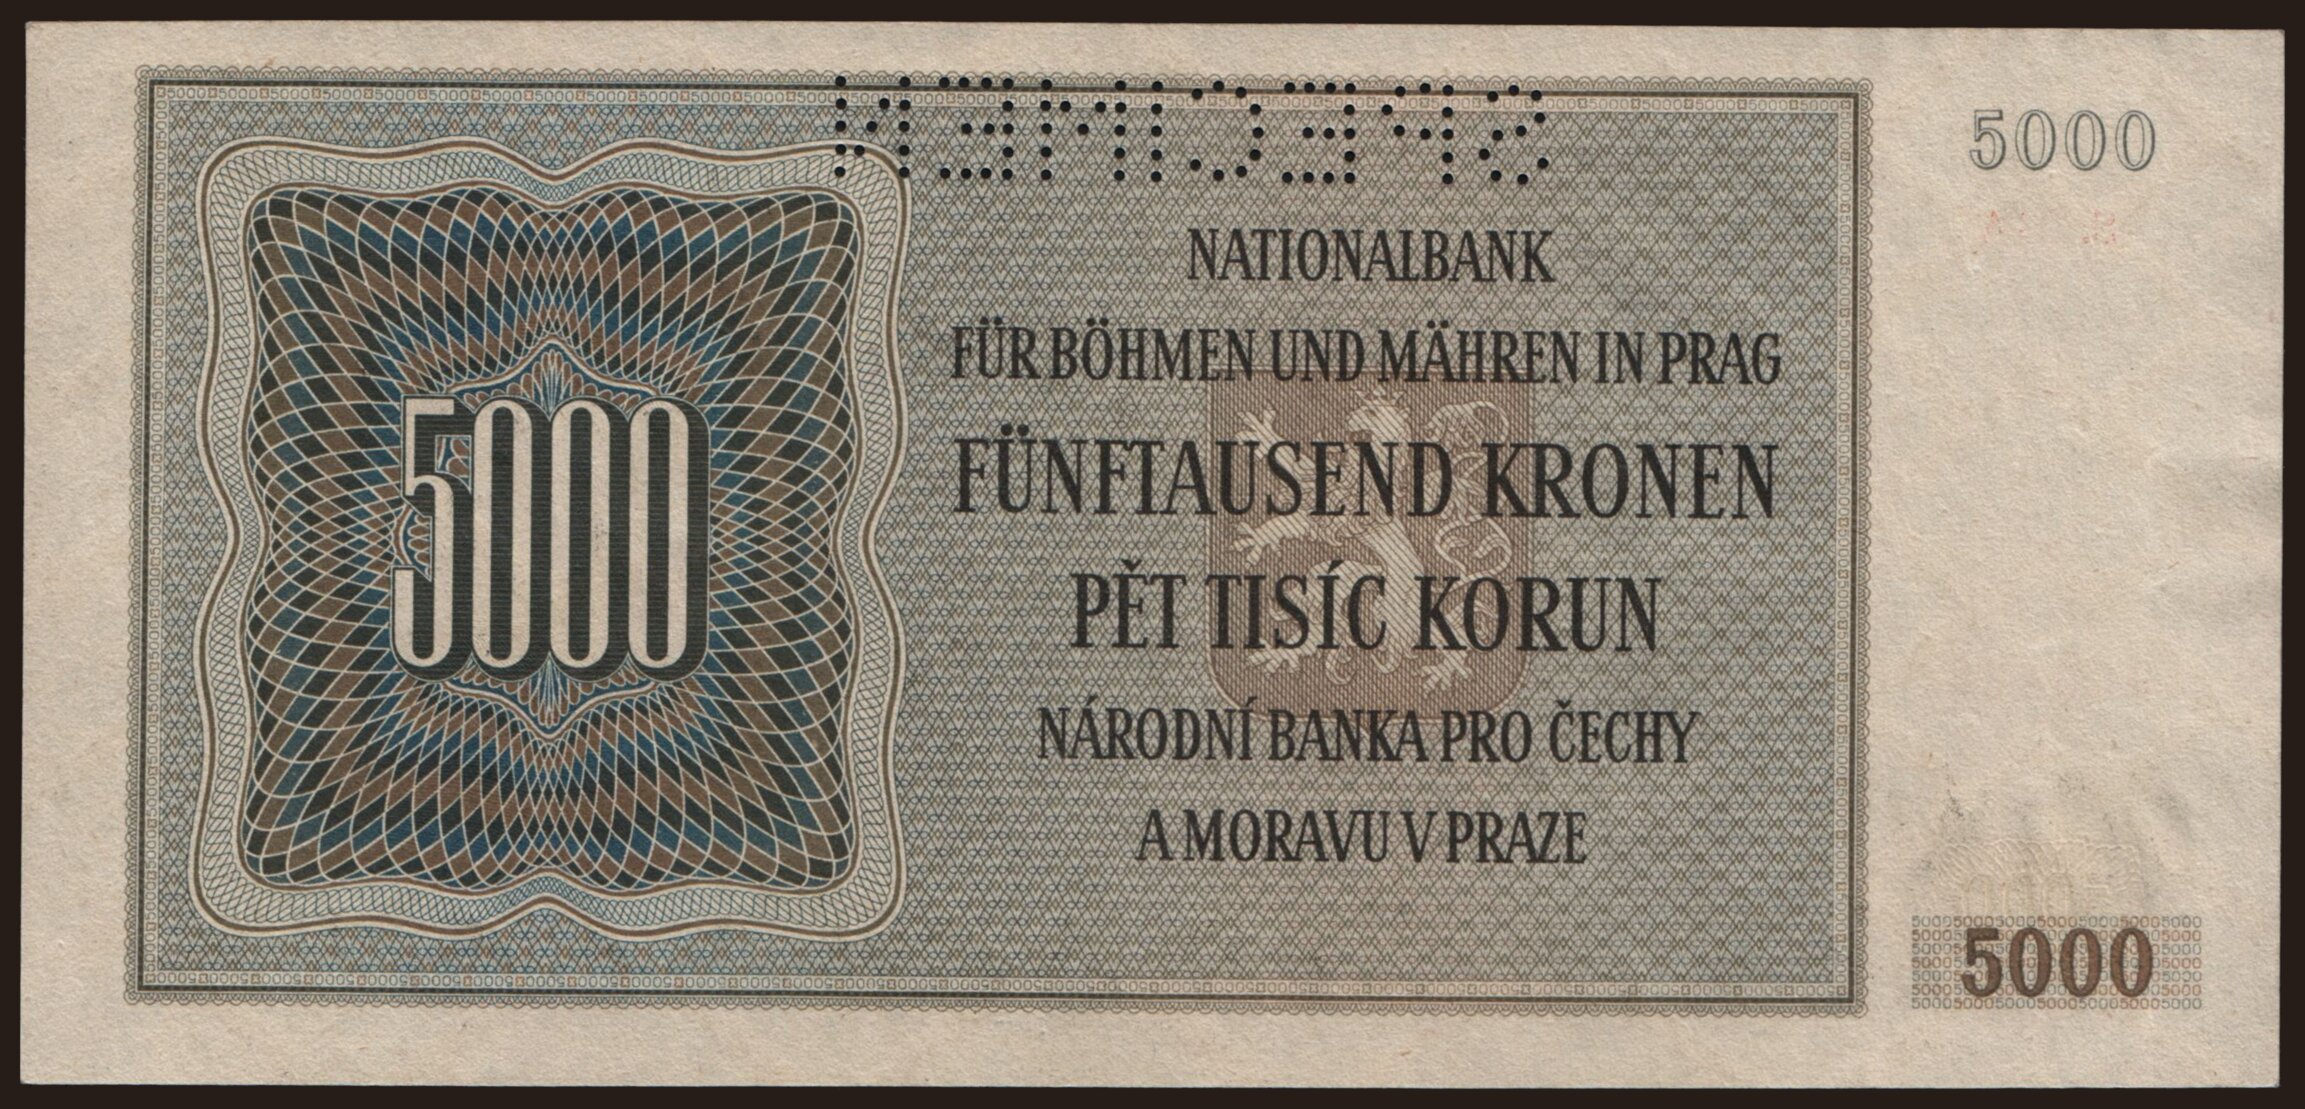 5000
NATIONALBANK
FÜR BÖHMEN UND MÄHREN IN PRAG
FÜNFTAUSEND KRONEN
5000
PĚT TISÍC KORUN
NÁRODNÍ BANKA PRO ČECHY
A MORAVU V PRAZE
5000
SPECIMEN